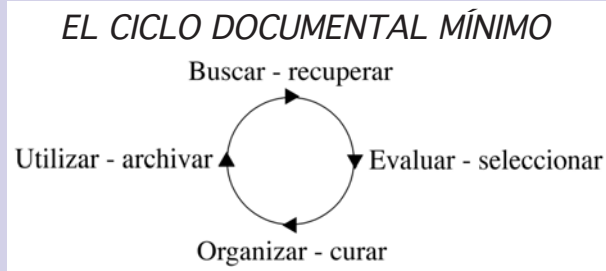 EL CICLO DOCUMENTAL MÍNIMO
Buscar - recuperar
Utilizar - archivar
Evaluar - seleccionar
Organizar - curar